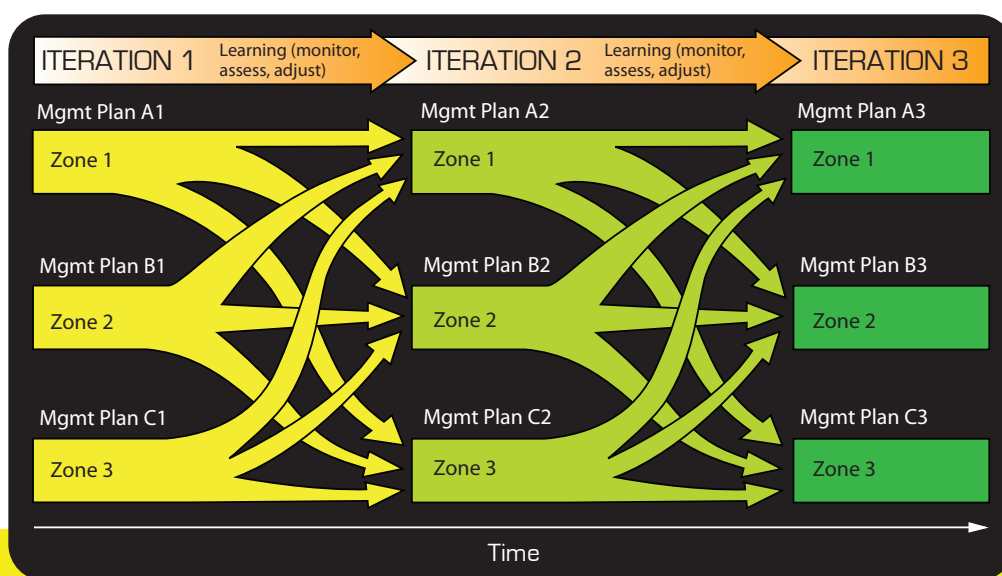 ITERATION 1
Learning (monitor,
assess, adjust)
ITERATION 2
Learning (monitor,
assess, adjust)
ITERATION 3
Mgmt Plan A1
Mgmt Plan A2
Mgmt Plan A3
Zone 1
Zone 1
Zone 1
Mgmt Plan B1
Mgmt Plan B2
Mgmt Plan B3
Zone 2
Zone 2
Zone 2
Mgmt Plan C1
Mgmt Plan C2
Mgmt Plan C3
Zone 3
Zone 3
Zone 3
Time